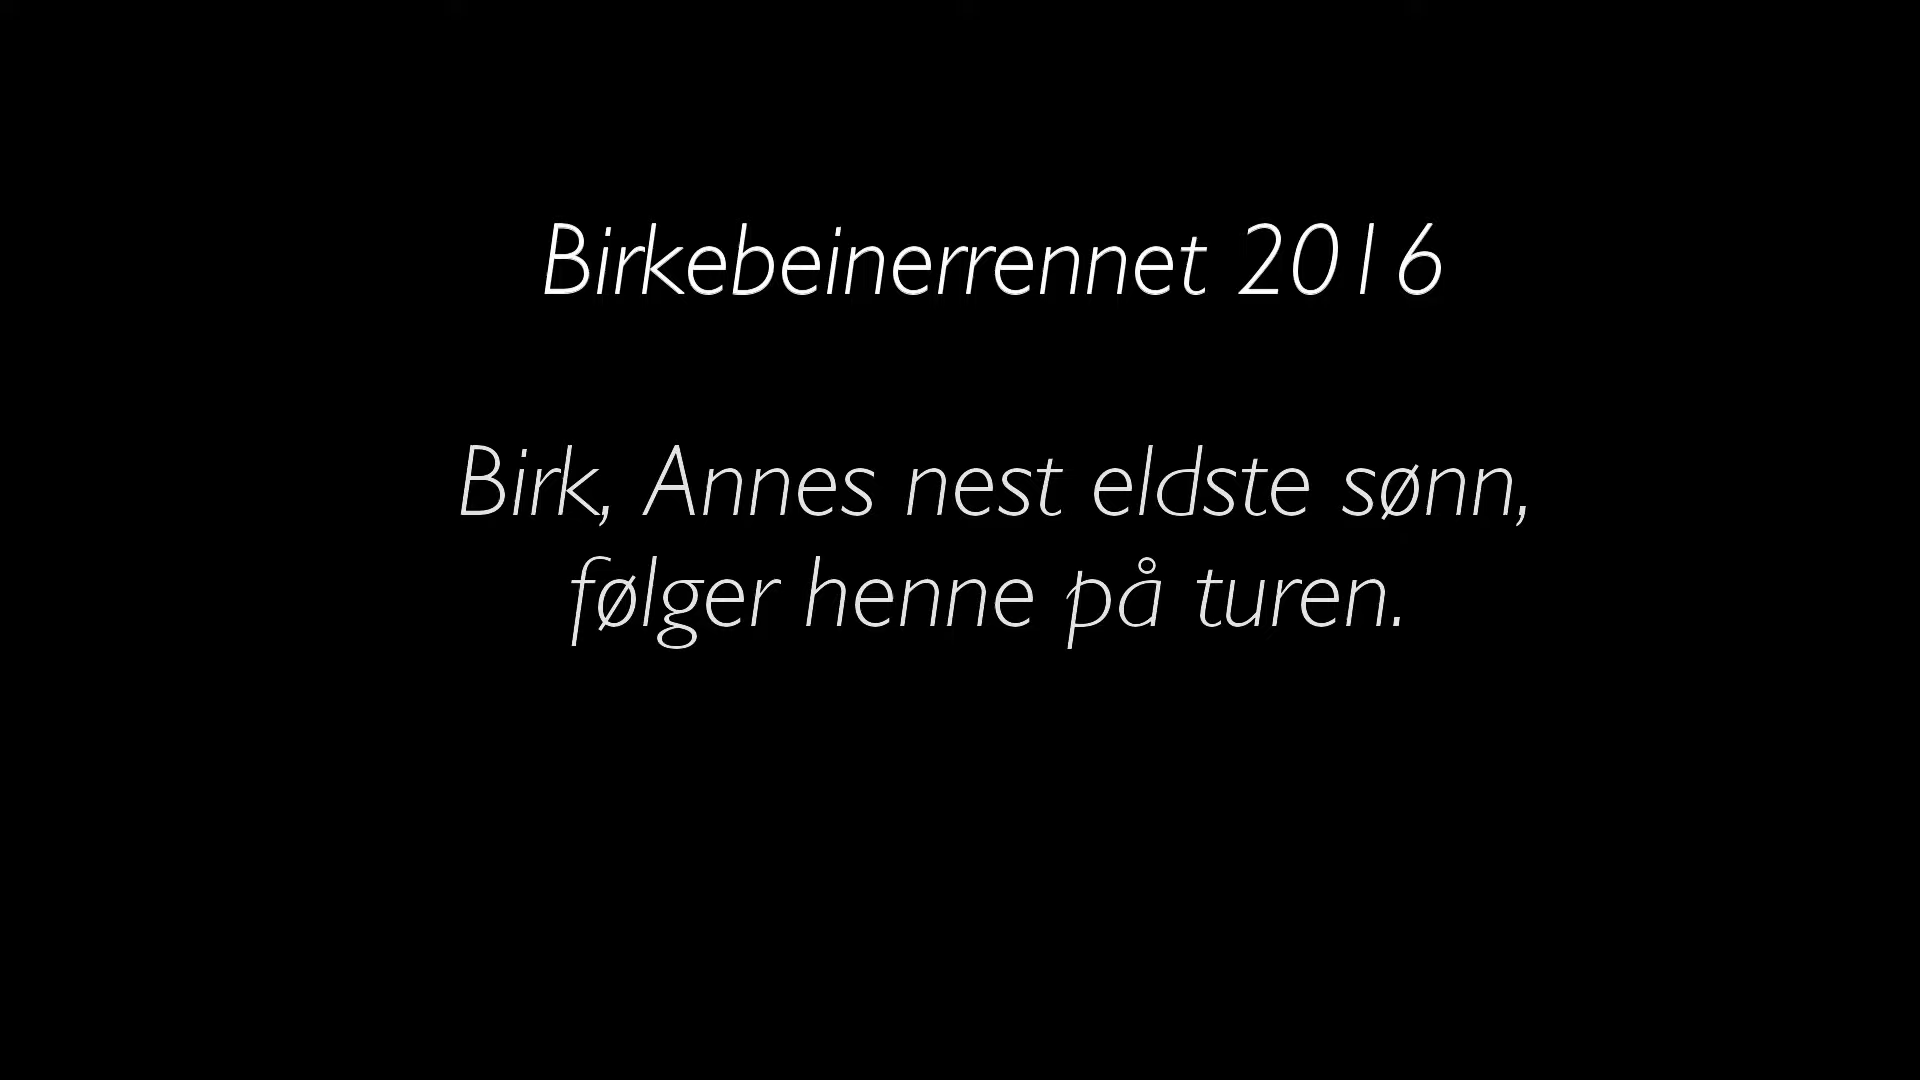 Birkebeinerrennet 2016
Birk, Annes nest eldste sønn,
følger henne på turen.